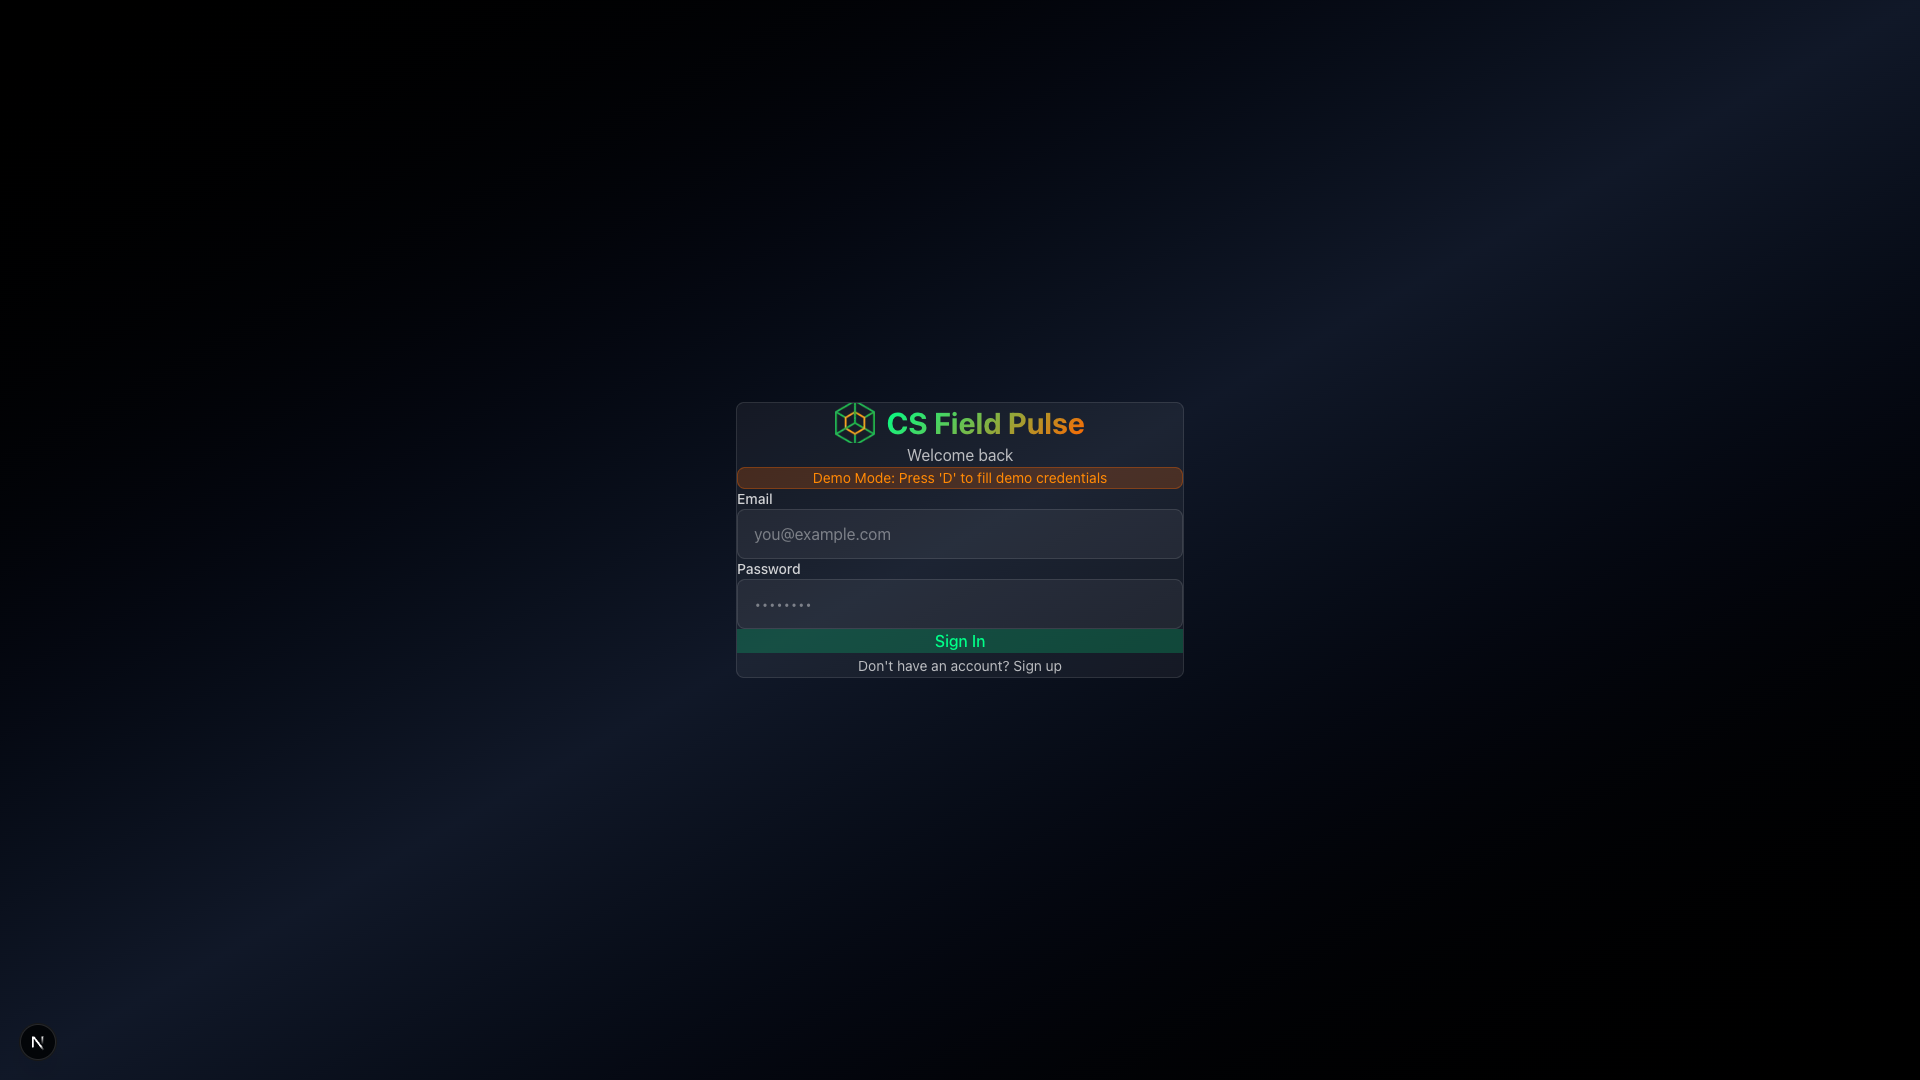 CS Field Pulse
Welcome back
Demo Mode: Press 'D' to fill demo credentials
Email
you@example.com
Password
••••••••
Sign In
Don't have an account? Sign up
N